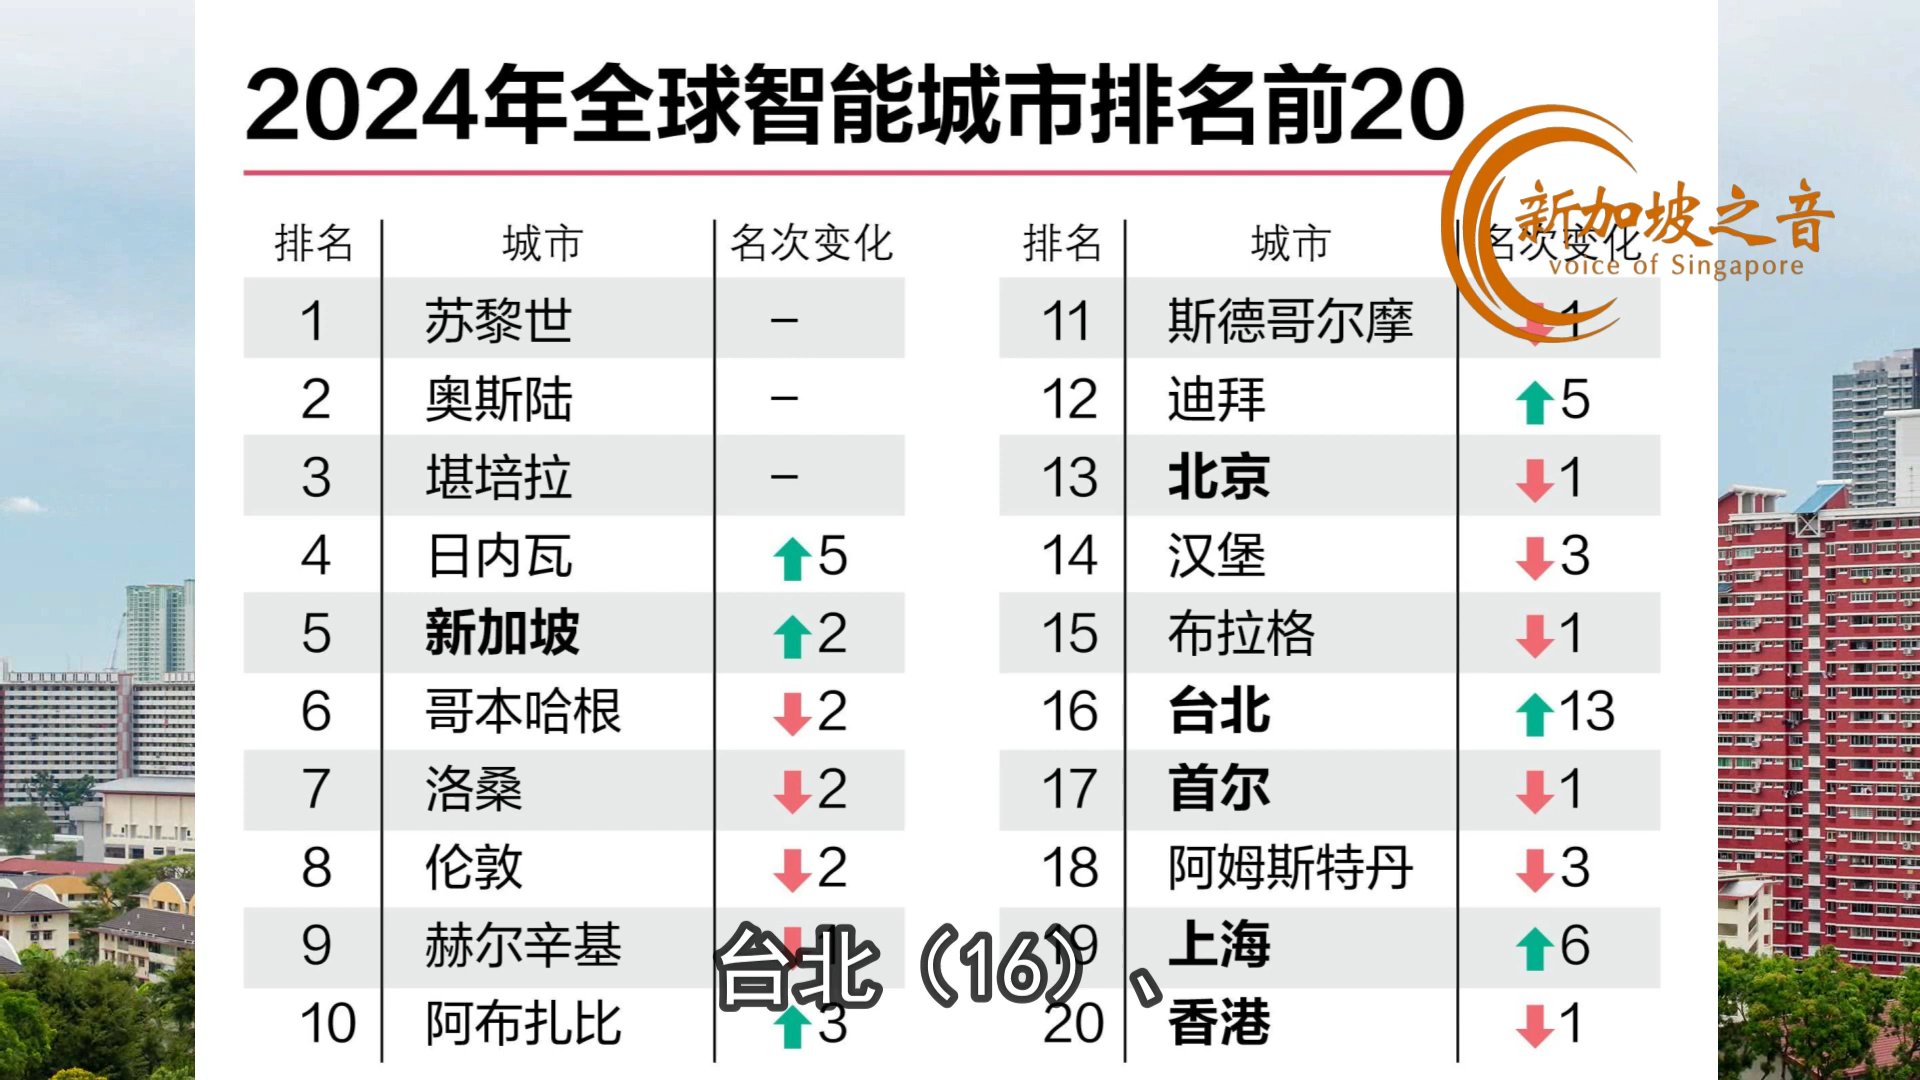 2024年全球智能城市排名前20
新加坡之音
voice of Singapore
排名 城市 名次变化
1 苏黎世 –
2 奥斯陆 –
3 堪培拉 –
4 日内瓦 ↑5
5 新加坡 ↑2
6 哥本哈根 ↓2
7 洛桑 ↓2
8 伦敦 ↓2
9 赫尔辛基 ↓1
10 阿布扎比 ↑3
排名 城市 名次变化
11 斯德哥尔摩 ↓1
12 迪拜 ↑5
13 北京 ↓1
14 汉堡 ↓3
15 布拉格 ↓1
16 台北 ↑13
17 首尔 ↓1
18 阿姆斯特丹 ↓3
19 上海 ↑6
20 香港 ↓1
台北（16）、